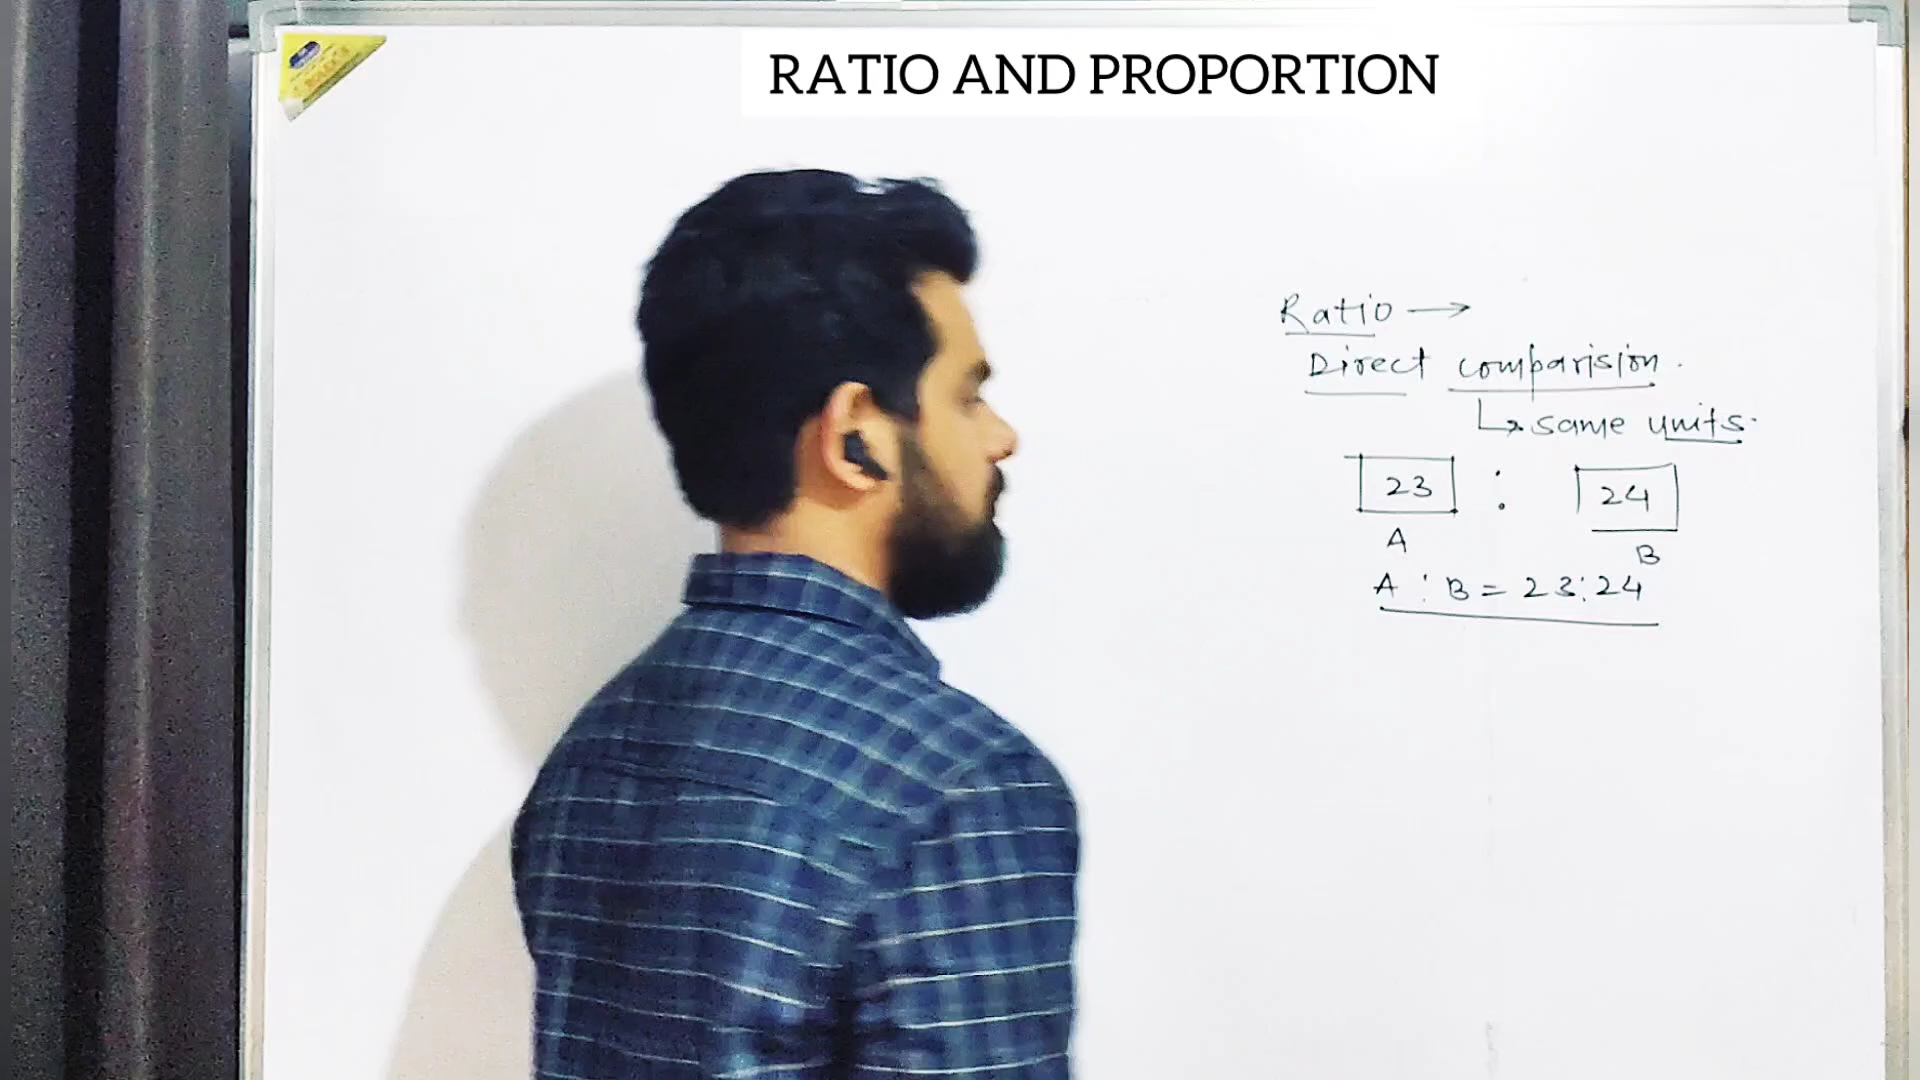 RATIO AND PROPORTION
Ratio →
Direct comparision.
↳ same units.
23 : 24
A B
A : B = 23:24